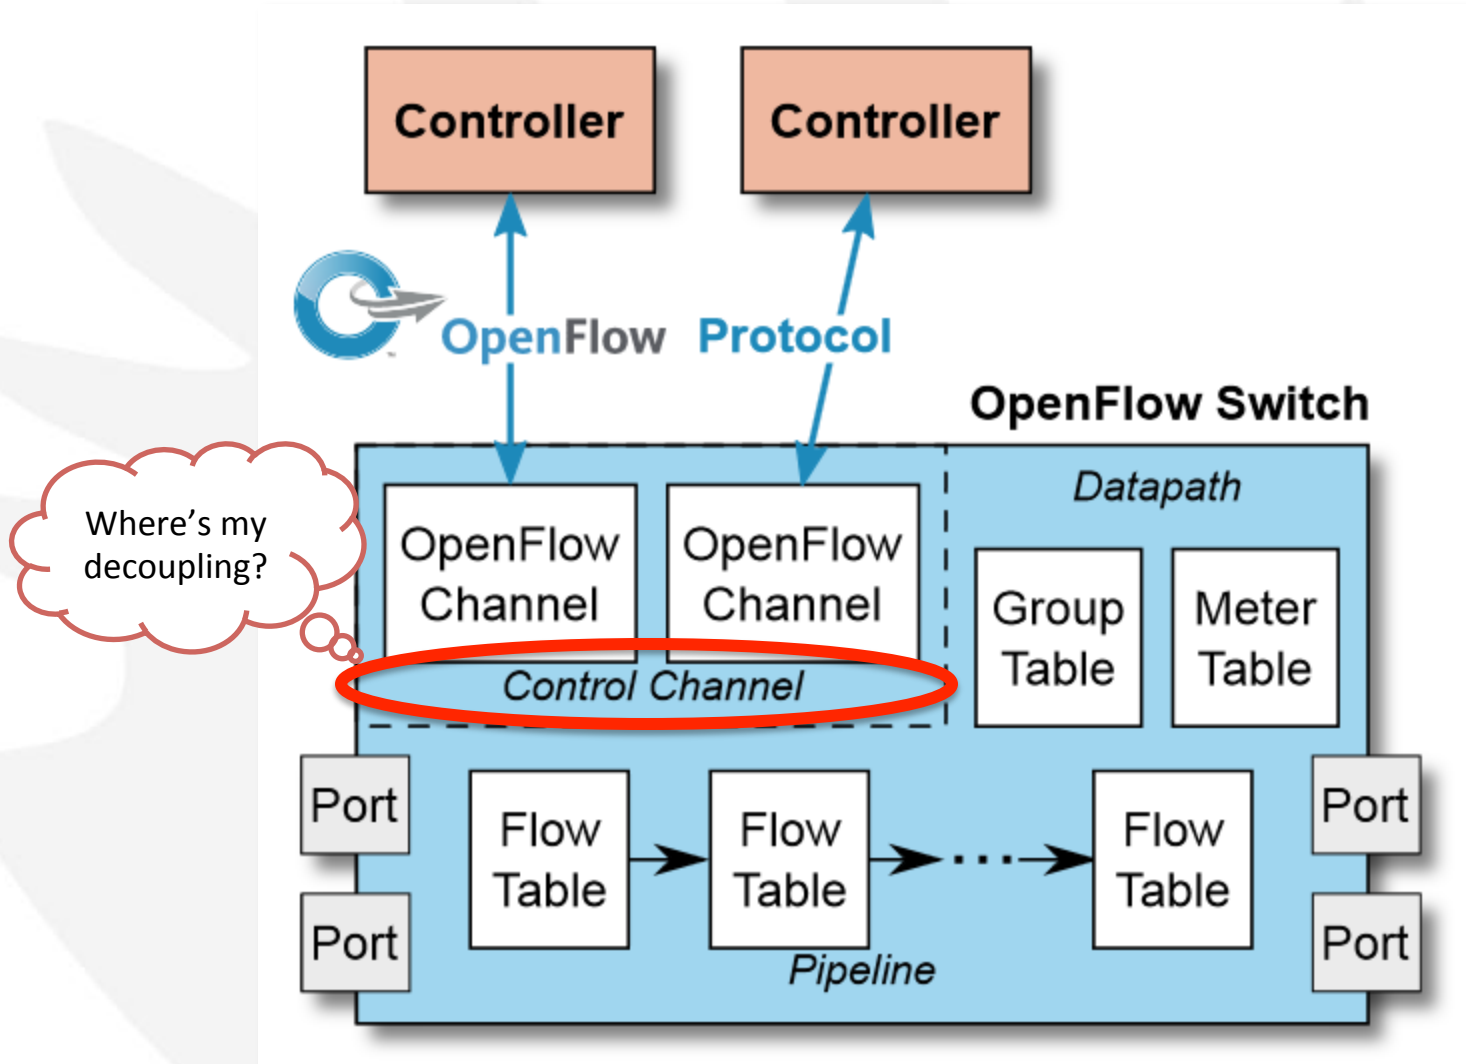 Controller
Controller
OpenFlow Protocol
™
OpenFlow Switch
Where’s my
decoupling?
OpenFlow
Channel
OpenFlow
Channel
Control Channel
Datapath
Group
Table
Meter
Table
Port
Port
Flow
Table
Flow
Table
...
Flow
Table
Pipeline
Port
Port